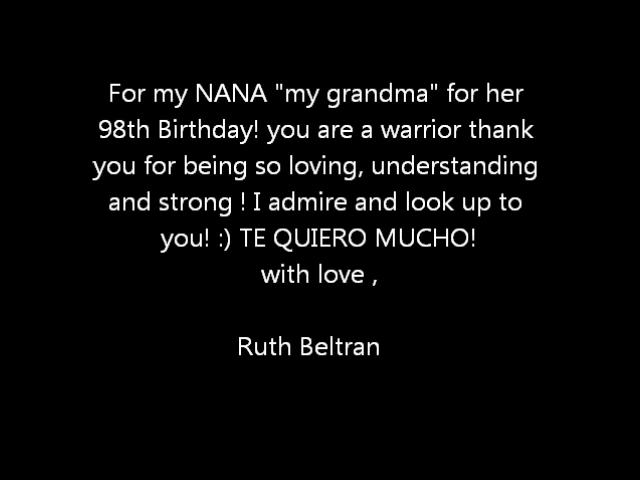 For my NANA "my grandma" for her
98th Birthday! you are a warrior thank
you for being so loving, understanding
and strong ! I admire and look up to
you! :) TE QUIERO MUCHO!
with love ,
Ruth Beltran